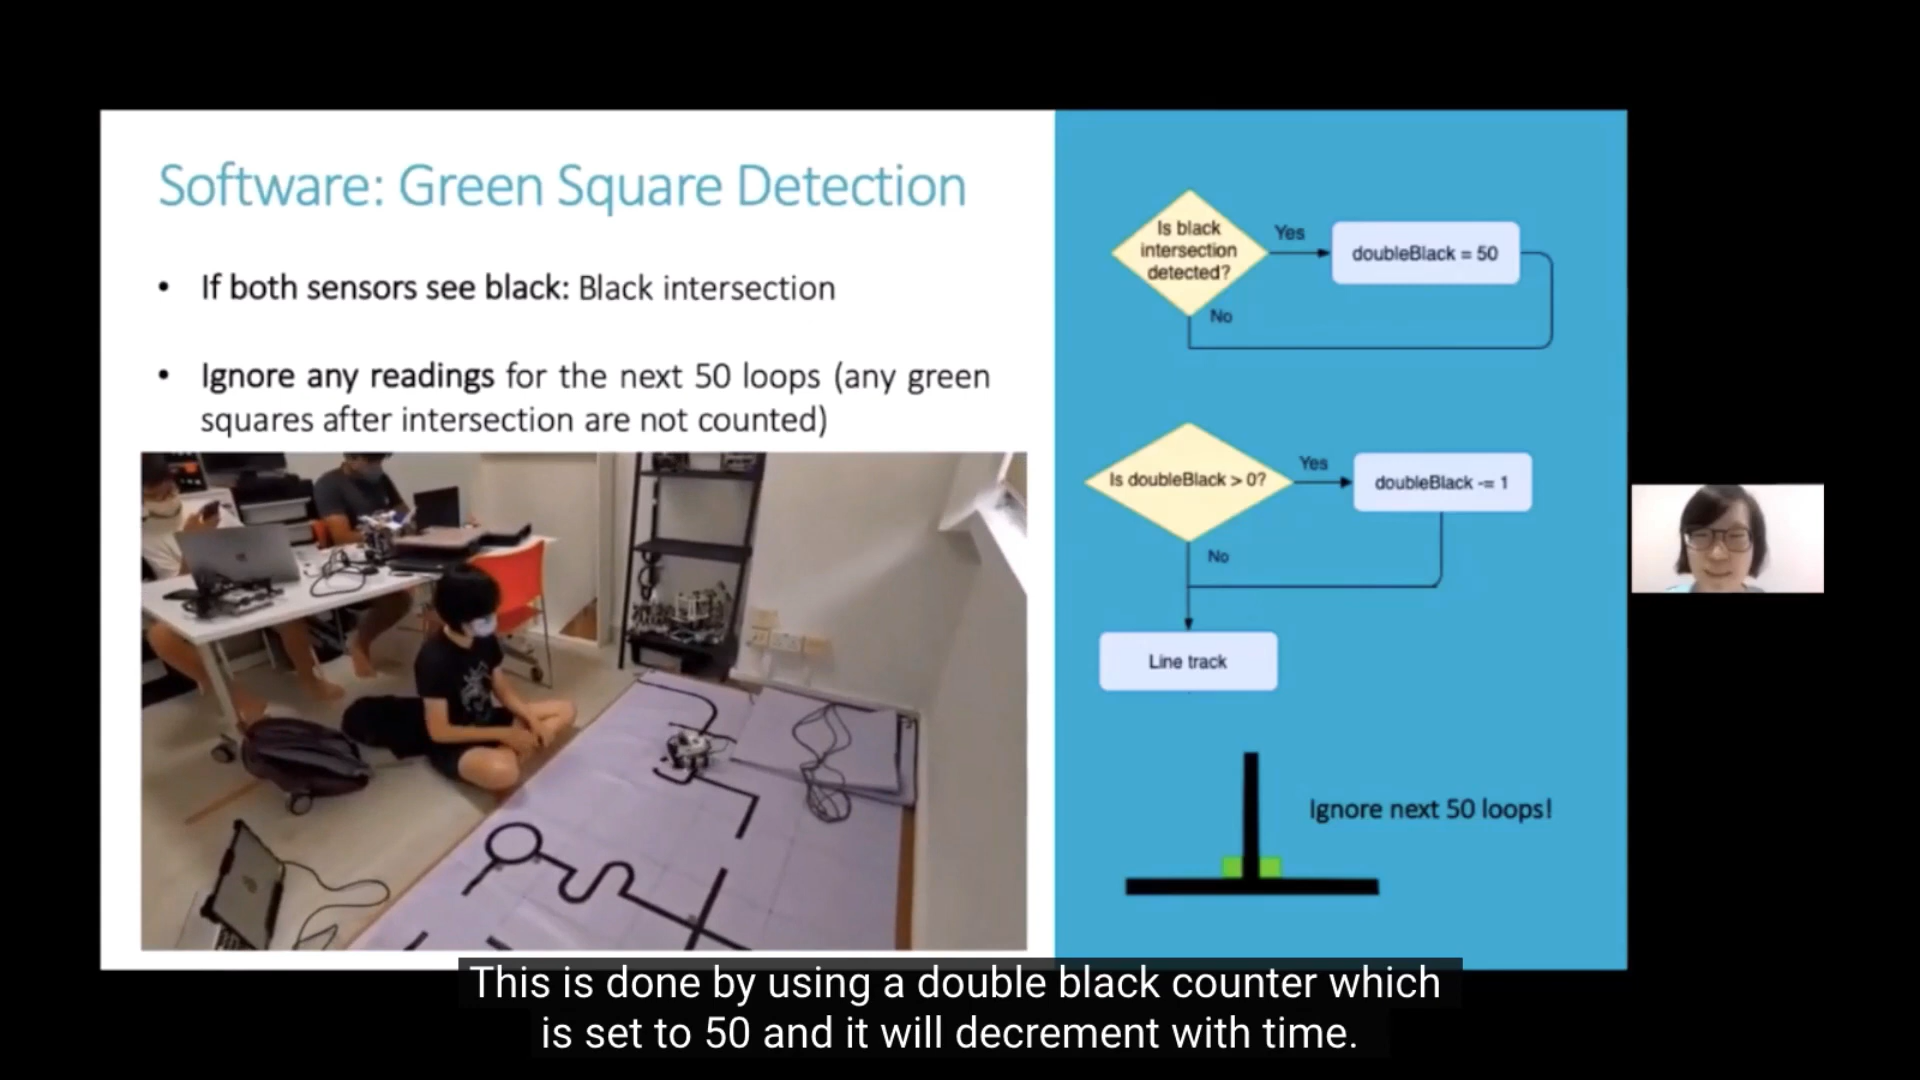 Software: Green Square Detection
• If both sensors see black: Black intersection
• Ignore any readings for the next 50 loops (any green
squares after intersection are not counted)
Is black
intersection
detected?
Yes
doubleBlack = 50
No
Is doubleBlack > 0?
Yes
doubleBlack -= 1
No
Line track
Ignore next 50 loops!
This is done by using a double black counter which
is set to 50 and it will decrement with time.